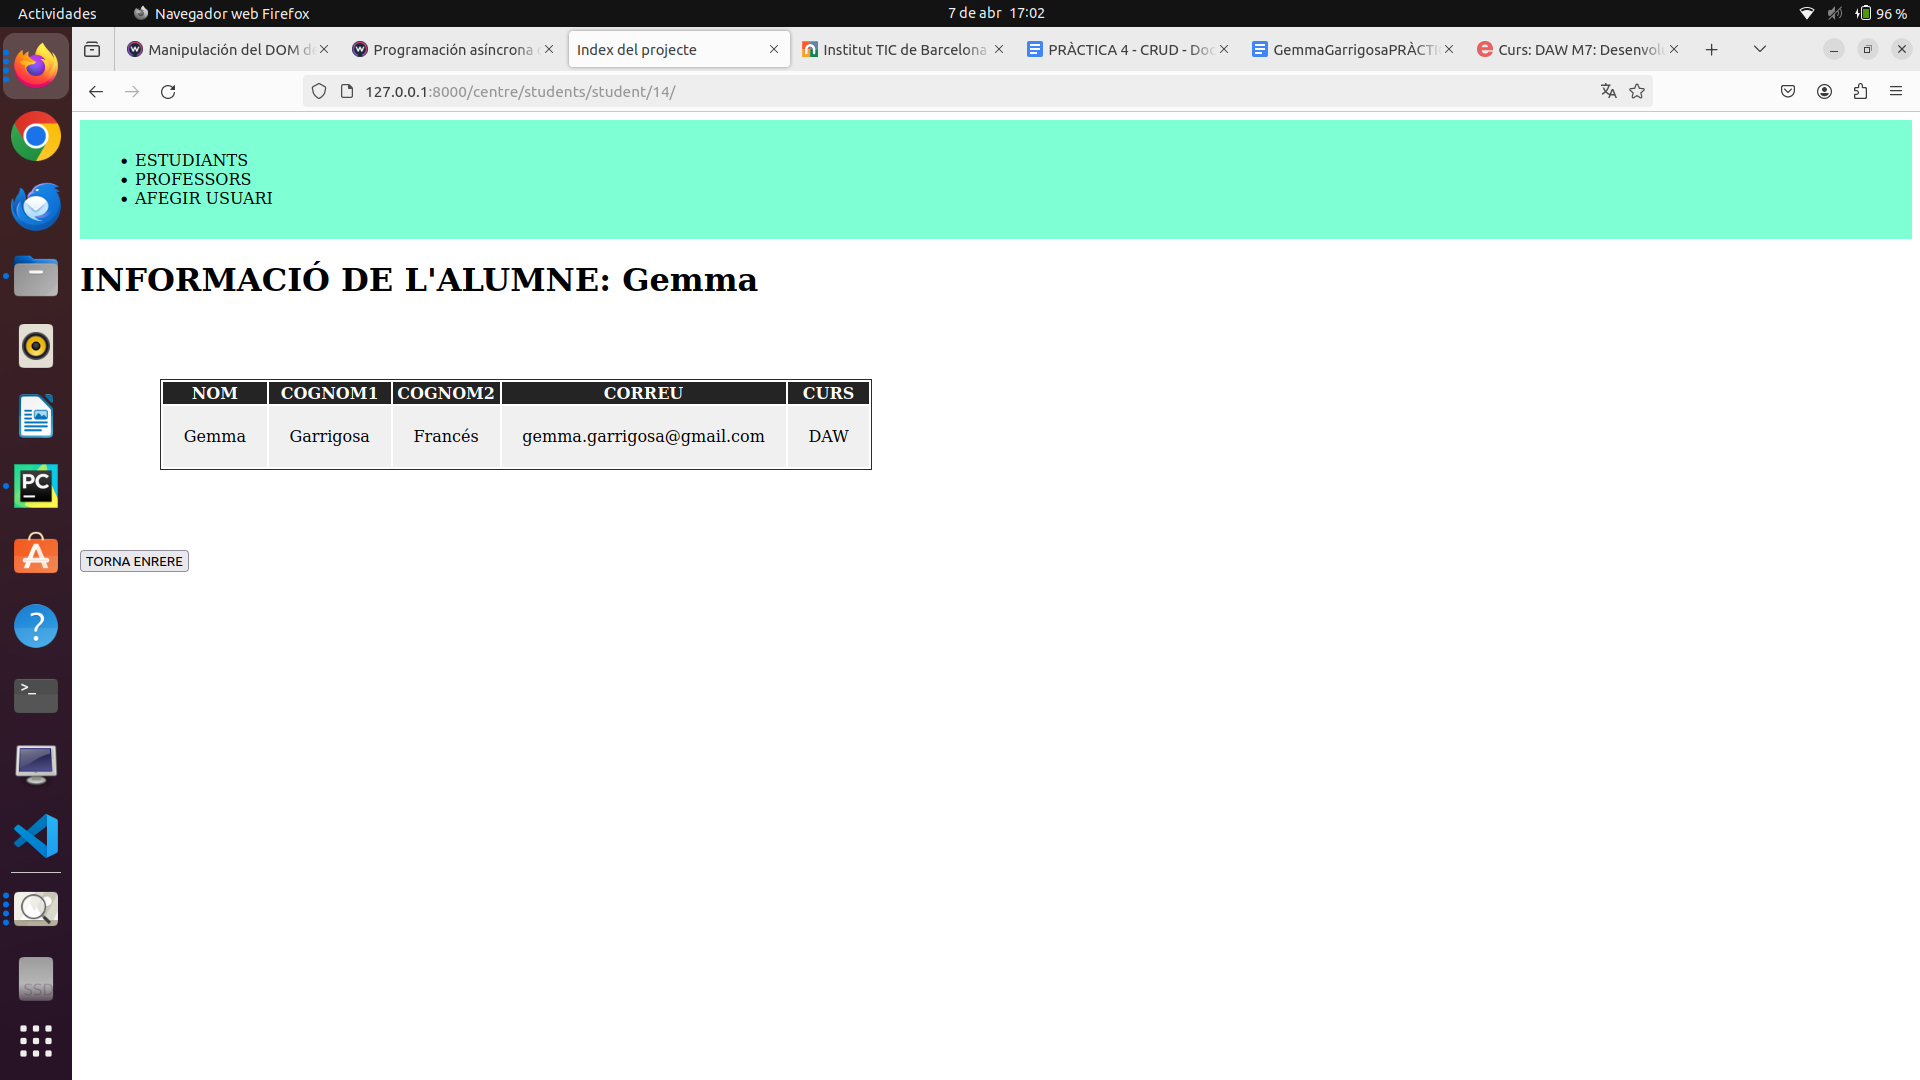 Actividades
Navegador web Firefox
7 de abr 17:02
96 %
Manipulación del DOM d
Programación asíncrona
Index del projecte
Institut TIC de Barcelona
PRÀCTICA 4 - CRUD - Do
GemmaGarrigosaPRÀCTI
Curs: DAW M7: Desenvol
127.0.0.1:8000/centre/students/student/14/
ESTUDIANTS
PROFESSORS
AFEGIR USUARI
INFORMACIÓ DE L'ALUMNE: Gemma
NOM COGNOM1 COGNOM2 CORREU CURS
Gemma Garrigosa Francés gemma.garrigosa@gmail.com DAW
TORNA ENRERE
PC
SSD